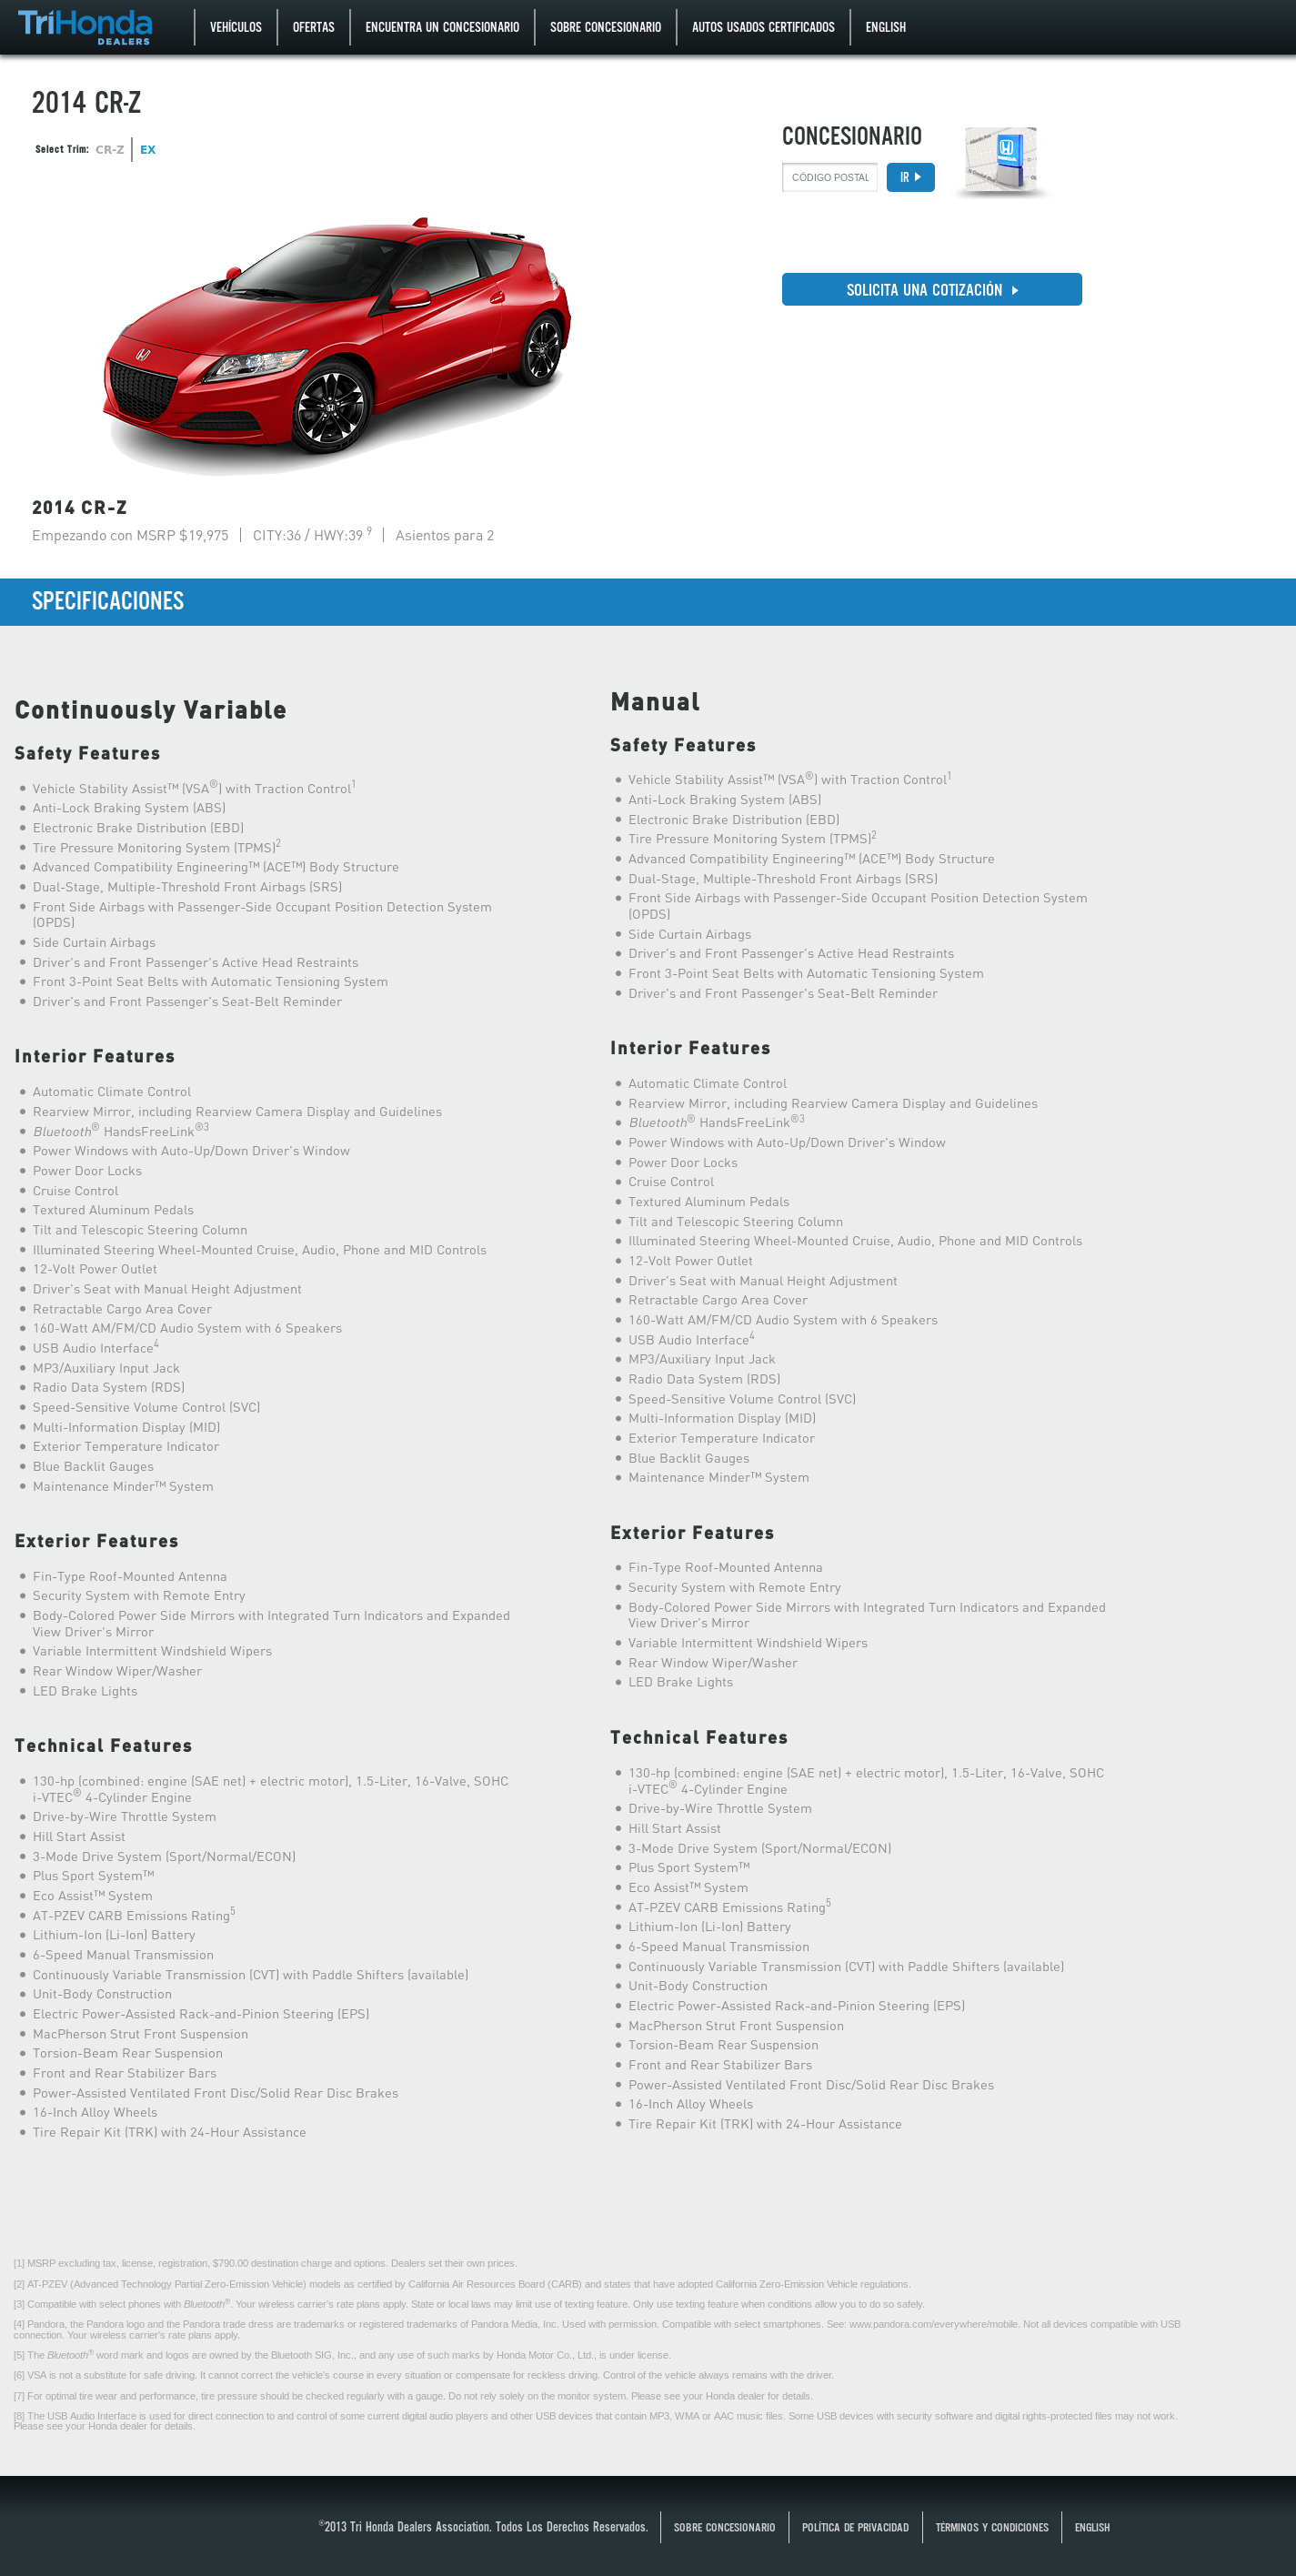 TriHonda
DEALERS
VEHÍCULOS
OFERTAS
ENCUENTRA UN CONCESIONARIO
SOBRE CONCESIONARIO
AUTOS USADOS CERTIFICADOS
ENGLISH
2014 CR-Z
Select Trim: CR-Z EX
CONCESIONARIO
CÓDIGO POSTAL
IR
SOLICITA UNA COTIZACIÓN
2014 CR-Z
Empezando con MSRP $19,975 | CITY:36 / HWY:39 9 | Asientos para 2
SPECIFICACIONES
Continuously Variable
Safety Features
Vehicle Stability Assist™ (VSA®) with Traction Control1
Anti-Lock Braking System (ABS)
Electronic Brake Distribution (EBD)
Tire Pressure Monitoring System (TPMS)2
Advanced Compatibility Engineering™ (ACE™) Body Structure
Dual-Stage, Multiple-Threshold Front Airbags (SRS)
Front Side Airbags with Passenger-Side Occupant Position Detection System
(OPDS)
Side Curtain Airbags
Driver's and Front Passenger's Active Head Restraints
Front 3-Point Seat Belts with Automatic Tensioning System
Driver's and Front Passenger's Seat-Belt Reminder
Interior Features
Automatic Climate Control
Rearview Mirror, including Rearview Camera Display and Guidelines
Bluetooth® HandsFreeLink®3
Power Windows with Auto-Up/Down Driver's Window
Power Door Locks
Cruise Control
Textured Aluminum Pedals
Tilt and Telescopic Steering Column
Illuminated Steering Wheel-Mounted Cruise, Audio, Phone and MID Controls
12-Volt Power Outlet
Driver's Seat with Manual Height Adjustment
Retractable Cargo Area Cover
160-Watt AM/FM/CD Audio System with 6 Speakers
USB Audio Interface4
MP3/Auxiliary Input Jack
Radio Data System (RDS)
Speed-Sensitive Volume Control (SVC)
Multi-Information Display (MID)
Exterior Temperature Indicator
Blue Backlit Gauges
Maintenance Minder™ System
Exterior Features
Fin-Type Roof-Mounted Antenna
Security System with Remote Entry
Body-Colored Power Side Mirrors with Integrated Turn Indicators and Expanded
View Driver's Mirror
Variable Intermittent Windshield Wipers
Rear Window Wiper/Washer
LED Brake Lights
Technical Features
130-hp (combined: engine (SAE net) + electric motor), 1.5-Liter, 16-Valve, SOHC
i-VTEC® 4-Cylinder Engine
Drive-by-Wire Throttle System
Hill Start Assist
3-Mode Drive System (Sport/Normal/ECON)
Plus Sport System™
Eco Assist™ System
AT-PZEV CARB Emissions Rating5
Lithium-Ion (Li-Ion) Battery
6-Speed Manual Transmission
Continuously Variable Transmission (CVT) with Paddle Shifters (available)
Unit-Body Construction
Electric Power-Assisted Rack-and-Pinion Steering (EPS)
MacPherson Strut Front Suspension
Torsion-Beam Rear Suspension
Front and Rear Stabilizer Bars
Power-Assisted Ventilated Front Disc/Solid Rear Disc Brakes
16-Inch Alloy Wheels
Tire Repair Kit (TRK) with 24-Hour Assistance
Manual
Safety Features
Vehicle Stability Assist™ (VSA®) with Traction Control1
Anti-Lock Braking System (ABS)
Electronic Brake Distribution (EBD)
Tire Pressure Monitoring System (TPMS)2
Advanced Compatibility Engineering™ (ACE™) Body Structure
Dual-Stage, Multiple-Threshold Front Airbags (SRS)
Front Side Airbags with Passenger-Side Occupant Position Detection System
(OPDS)
Side Curtain Airbags
Driver's and Front Passenger's Active Head Restraints
Front 3-Point Seat Belts with Automatic Tensioning System
Driver's and Front Passenger's Seat-Belt Reminder
Interior Features
Automatic Climate Control
Rearview Mirror, including Rearview Camera Display and Guidelines
Bluetooth® HandsFreeLink®3
Power Windows with Auto-Up/Down Driver's Window
Power Door Locks
Cruise Control
Textured Aluminum Pedals
Tilt and Telescopic Steering Column
Illuminated Steering Wheel-Mounted Cruise, Audio, Phone and MID Controls
12-Volt Power Outlet
Driver's Seat with Manual Height Adjustment
Retractable Cargo Area Cover
160-Watt AM/FM/CD Audio System with 6 Speakers
USB Audio Interface4
MP3/Auxiliary Input Jack
Radio Data System (RDS)
Speed-Sensitive Volume Control (SVC)
Multi-Information Display (MID)
Exterior Temperature Indicator
Blue Backlit Gauges
Maintenance Minder™ System
Exterior Features
Fin-Type Roof-Mounted Antenna
Security System with Remote Entry
Body-Colored Power Side Mirrors with Integrated Turn Indicators and Expanded
View Driver's Mirror
Variable Intermittent Windshield Wipers
Rear Window Wiper/Washer
LED Brake Lights
Technical Features
130-hp (combined: engine (SAE net) + electric motor), 1.5-Liter, 16-Valve, SOHC
i-VTEC® 4-Cylinder Engine
Drive-by-Wire Throttle System
Hill Start Assist
3-Mode Drive System (Sport/Normal/ECON)
Plus Sport System™
Eco Assist™ System
AT-PZEV CARB Emissions Rating5
Lithium-Ion (Li-Ion) Battery
6-Speed Manual Transmission
Continuously Variable Transmission (CVT) with Paddle Shifters (available)
Unit-Body Construction
Electric Power-Assisted Rack-and-Pinion Steering (EPS)
MacPherson Strut Front Suspension
Torsion-Beam Rear Suspension
Front and Rear Stabilizer Bars
Power-Assisted Ventilated Front Disc/Solid Rear Disc Brakes
16-Inch Alloy Wheels
Tire Repair Kit (TRK) with 24-Hour Assistance
[1] MSRP excluding tax, license, registration, $790.00 destination charge and options. Dealers set their own prices.
[2] AT-PZEV (Advanced Technology Partial Zero-Emission Vehicle) models as certified by California Air Resources Board (CARB) and states that have adopted California Zero-Emission Vehicle regulations.
[3] Compatible with select phones with Bluetooth®. Your wireless carrier's rate plans apply. State or local laws may limit use of texting feature. Only use texting feature when conditions allow you to do so safely.
[4] Pandora, the Pandora logo and the Pandora trade dress are trademarks or registered trademarks of Pandora Media, Inc. Used with permission. Compatible with select smartphones. See: www.pandora.com/everywhere/mobile. Not all devices compatible with USB
connection. Your wireless carrier's rate plans apply.
[5] The Bluetooth® word mark and logos are owned by the Bluetooth SIG, Inc., and any use of such marks by Honda Motor Co., Ltd., is under license.
[6] VSA is not a substitute for safe driving. It cannot correct the vehicle's course in every situation or compensate for reckless driving. Control of the vehicle always remains with the driver.
[7] For optimal tire wear and performance, tire pressure should be checked regularly with a gauge. Do not rely solely on the monitor system. Please see your Honda dealer for details.
[8] The USB Audio Interface is used for direct connection to and control of some current digital audio players and other USB devices that contain MP3, WMA or AAC music files. Some USB devices with security software and digital rights-protected files may not work.
Please see your Honda dealer for details.
®2013 Tri Honda Dealers Association. Todos Los Derechos Reservados.
SOBRE CONCESIONARIO
POLÍTICA DE PRIVACIDAD
TÉRMINOS Y CONDICIONES
ENGLISH